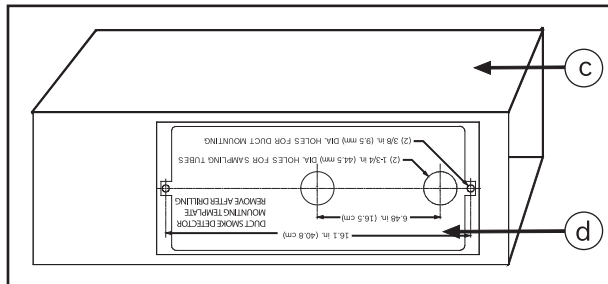 c
16.1 in. (40.8 cm)
DUCT SMOKE DETECTOR
MOUNTING TEMPLATE
REMOVE AFTER DRILLING
6.48 in. (16.5 cm)
(2) 1-3/4 in. (44.5 mm) DIA. HOLES FOR SAMPLING TUBES
(2) 3/8 in. (9.5 mm) DIA. HOLES FOR DUCT MOUNTING
d